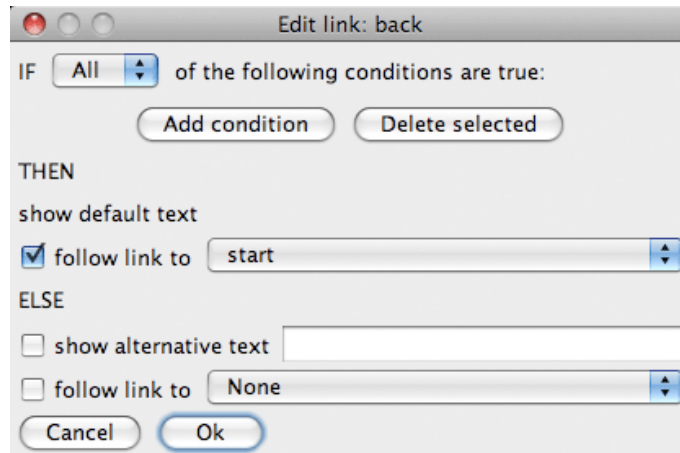 Edit link: back
IF All of the following conditions are true:
Add condition Delete selected
THEN
show default text
follow link to start
ELSE
show alternative text
follow link to None
Cancel Ok